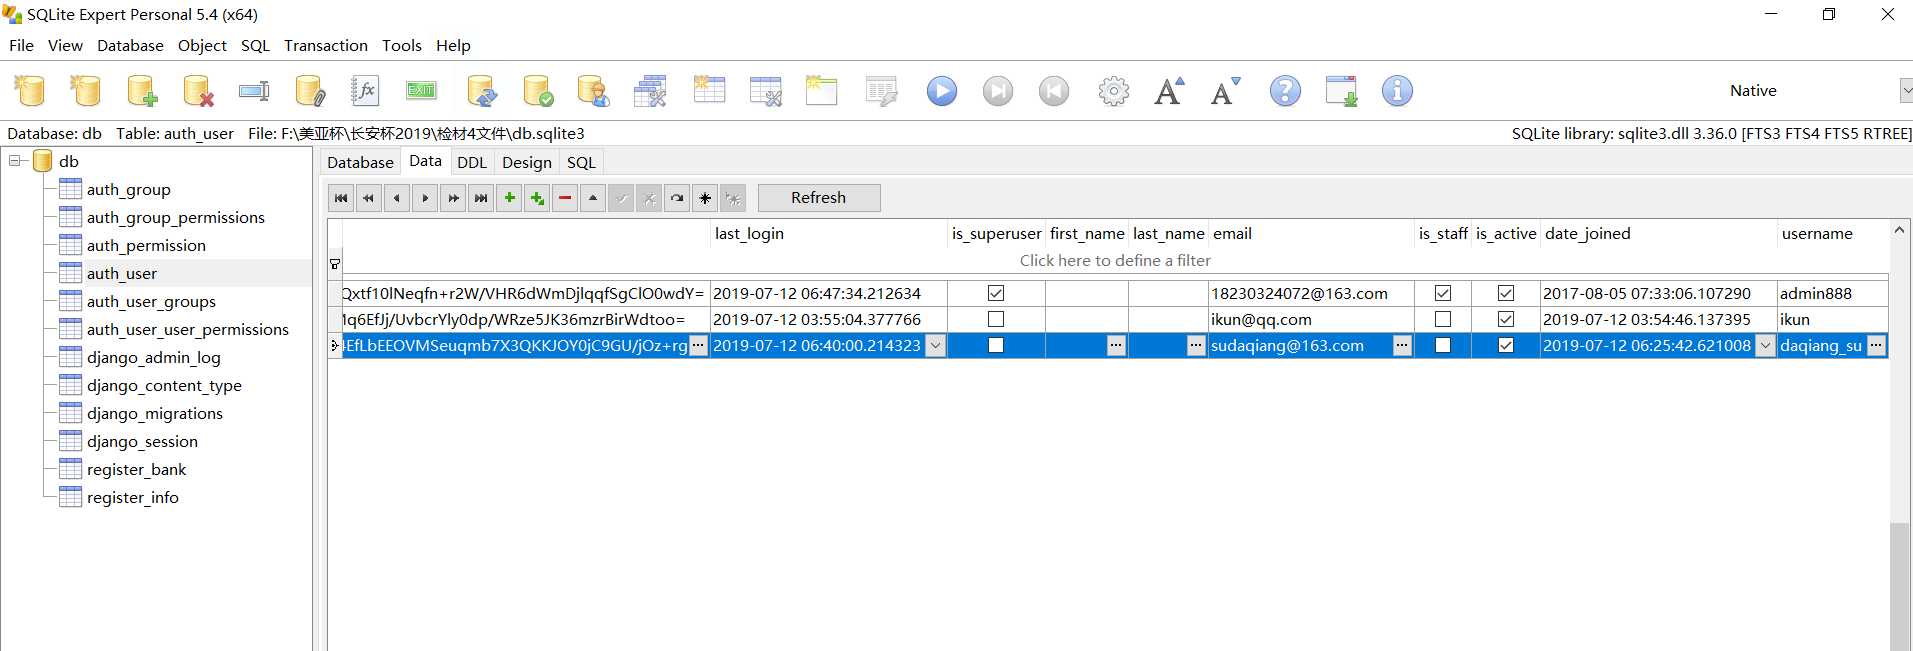 SQLite Expert Personal 5.4 (x64)
File View Database Object SQL Transaction Tools Help
fx EXIT A A ? i Native
Database: db Table: auth_user File: F:\美亚杯\长安杯2019\检材4文件\db.sqlite3 SQLite library: sqlite3.dll 3.36.0 [FTS3 FTS4 FTS5 RTREE]
db
auth_group
auth_group_permissions
auth_permission
auth_user
auth_user_groups
auth_user_user_permissions
django_admin_log
django_content_type
django_migrations
django_session
register_bank
register_info
Database Data DDL Design SQL
Refresh
last_login is_superuser first_name last_name email is_staff is_active date_joined username
Click here to define a filter
Qxtf10lNeqfn+r2W/VHR6dWmDjlqqfSgClO0wdY= 2019-07-12 06:47:34.212634 18230324072@163.com 2017-08-05 07:33:06.107290 admin888
Mq6EfJj/UvbcrYly0dp/WRze5JK36mzrBirWdtoo= 2019-07-12 03:55:04.377766 ikun@qq.com 2019-07-12 03:54:46.137395 ikun
4EfLbEEOVMSeuqmb7X3QKKJOY0jC9GU/jOz+rg ... 2019-07-12 06:40:00.214323 ... ... sudaqiang@163.com ... 2019-07-12 06:25:42.621008 daqiang_su ...